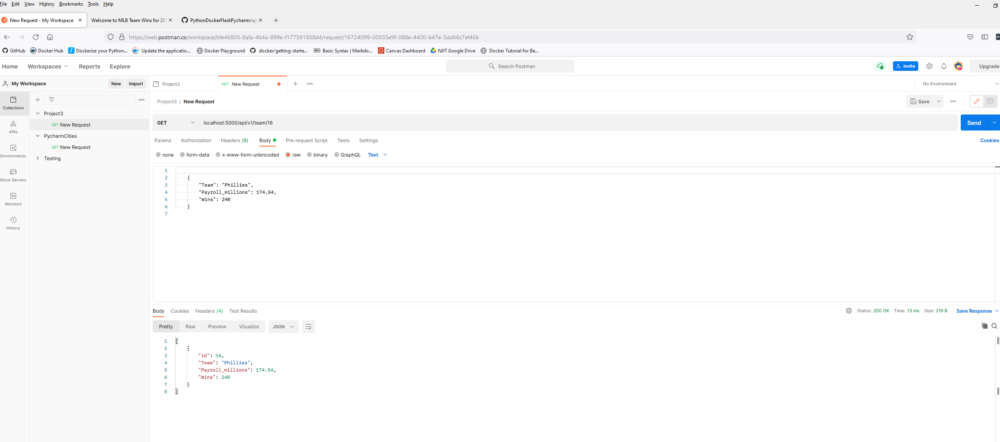 File Edit View History Bookmarks Tools Help
New Request - My Workspace
Welcome to MLB Team Wins for 201
PythonDockerFlaskPycharm/ap
https://web.postman.co/workspace/bfe46805-8afa-4b4a-899e-f177591858d4/request/16724099-00035e9f-088e-4400-b47e-5dd66c7ef46b
GitHub Docker Hub Dockerize your Python... Update the applicatio... Docker Playground docker/getting-starte... Basic Syntax | Markdo... Canvas Dashboard NJIT Google Drive Docker Tutorial for Be...
Home Workspaces Reports Explore Search Postman Invite Upgrade
My Workspace New Import Project3 GET New Request No Environment
Project3 / New Request Save
Collections
APIs
Environments
Mock Servers
Monitors
History
Project3
GET New Request
PycharmCities
GET New Request
Testing
GET localhost:5000/api/v1/team/16 Send
Params Authorization Headers (9) Body Pre-request Script Tests Settings Cookies
none form-data x-www-form-urlencoded raw binary GraphQL Text
1
2 {
3 "Team": "Phillies",
4 "Payroll_millions": 174.54,
5 "Wins": 240
6 }
7
Body Cookies Headers (4) Test Results Status: 200 OK Time: 13 ms Size: 219 B Save Response
Pretty Raw Preview Visualize JSON
1 [
2 {
3 "id": 16,
4 "Team": "Phillies",
5 "Payroll_millions": 174.54,
6 "Wins": 240
7 }
8 ]